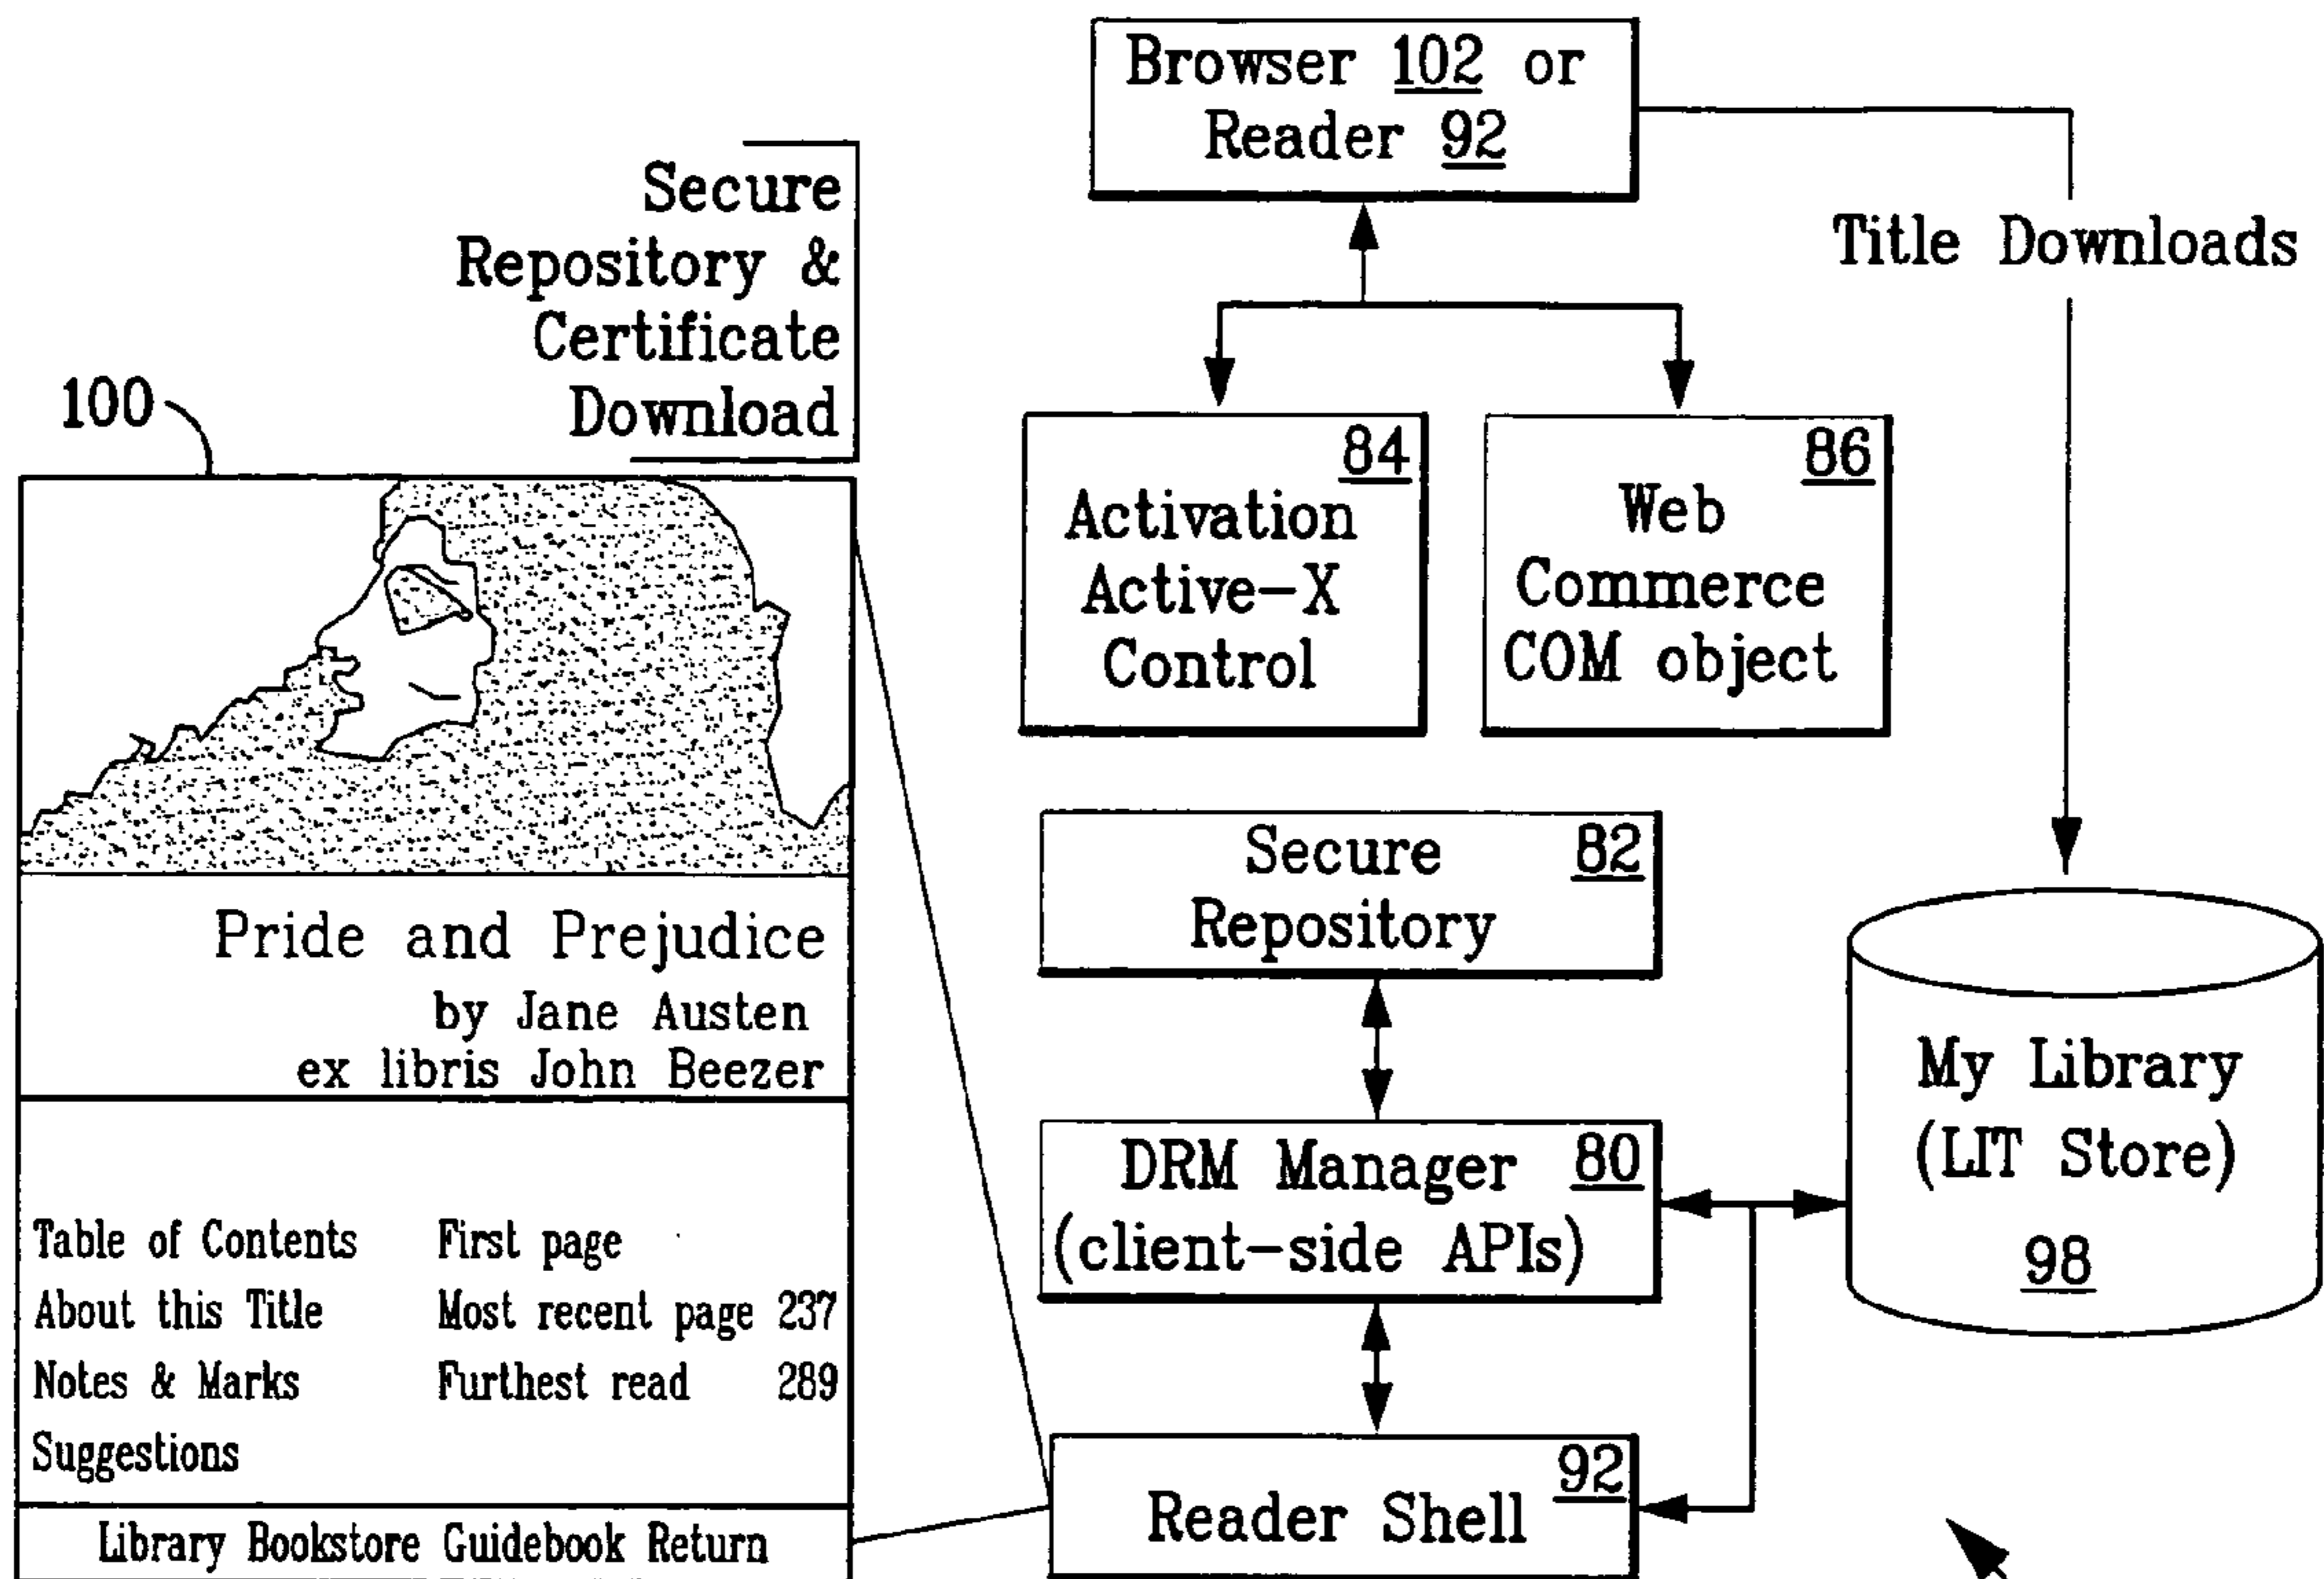 Browser 102 or
Reader 92
Secure
Repository &
Certificate
Download
Title Downloads
100
84
Activation
Active-X
Control
86
Web
Commerce
COM object
Secure 82
Repository
Pride and Prejudice
by Jane Austen
ex libris John Beezer
My Library
(LIT Store)
98
DRM Manager 80
(client-side APIs)
Table of Contents First page
About this Title Most recent page 237
Notes & Marks Furthest read 289
Suggestions
Reader Shell 92
Library Bookstore Guidebook Return